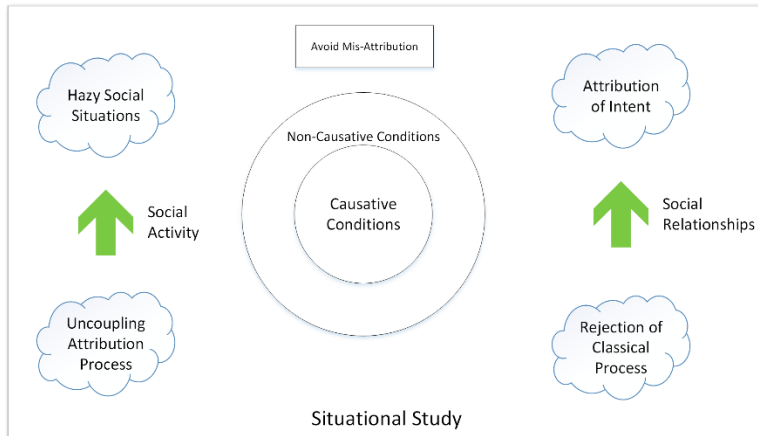 Avoid Mis-Attribution
Hazy Social
Situations
Attribution
of Intent
Non-Causative Conditions
Causative
Conditions
Social
Activity
Social
Relationships
Uncoupling
Attribution
Process
Rejection of
Classical
Process
Situational Study